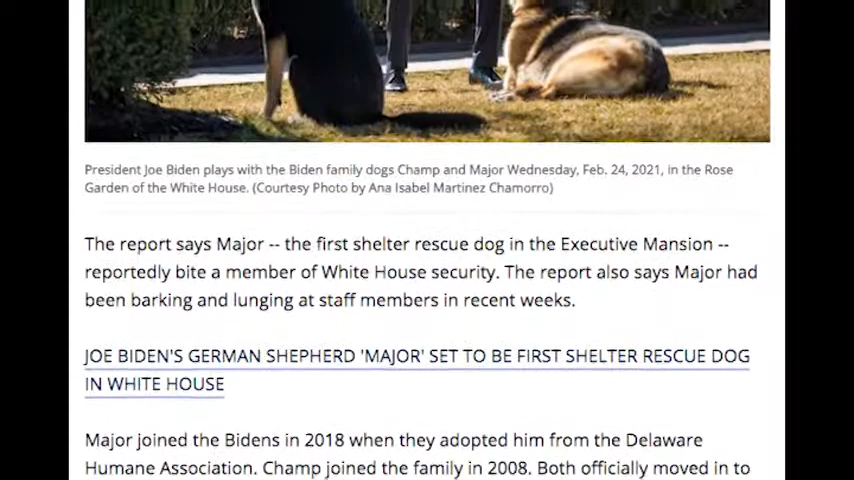 President Joe Biden plays with the Biden family dogs Champ and Major Wednesday, Feb. 24, 2021, in the Rose
Garden of the White House. (Courtesy Photo by Ana Isabel Martinez Chamorro)
The report says Major -- the first shelter rescue dog in the Executive Mansion --
reportedly bite a member of White House security. The report also says Major had
been barking and lunging at staff members in recent weeks.
JOE BIDEN'S GERMAN SHEPHERD 'MAJOR' SET TO BE FIRST SHELTER RESCUE DOG
IN WHITE HOUSE
Major joined the Bidens in 2018 when they adopted him from the Delaware
Humane Association. Champ joined the family in 2008. Both officially moved in to